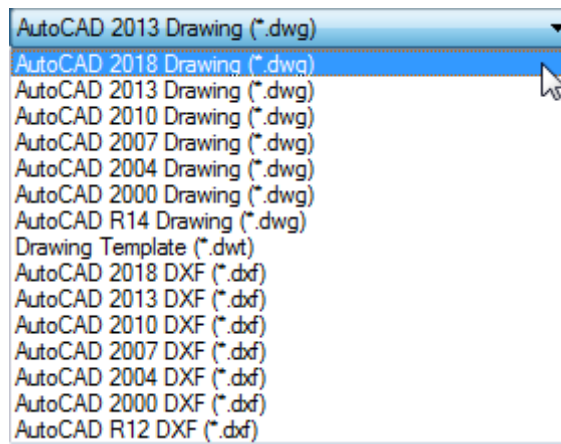 AutoCAD 2013 Drawing (*.dwg)
AutoCAD 2018 Drawing (*.dwg)
AutoCAD 2013 Drawing (*.dwg)
AutoCAD 2010 Drawing (*.dwg)
AutoCAD 2007 Drawing (*.dwg)
AutoCAD 2004 Drawing (*.dwg)
AutoCAD 2000 Drawing (*.dwg)
AutoCAD R14 Drawing (*.dwg)
Drawing Template (*.dwt)
AutoCAD 2018 DXF (*.dxf)
AutoCAD 2013 DXF (*.dxf)
AutoCAD 2010 DXF (*.dxf)
AutoCAD 2007 DXF (*.dxf)
AutoCAD 2004 DXF (*.dxf)
AutoCAD 2000 DXF (*.dxf)
AutoCAD R12 DXF (*.dxf)